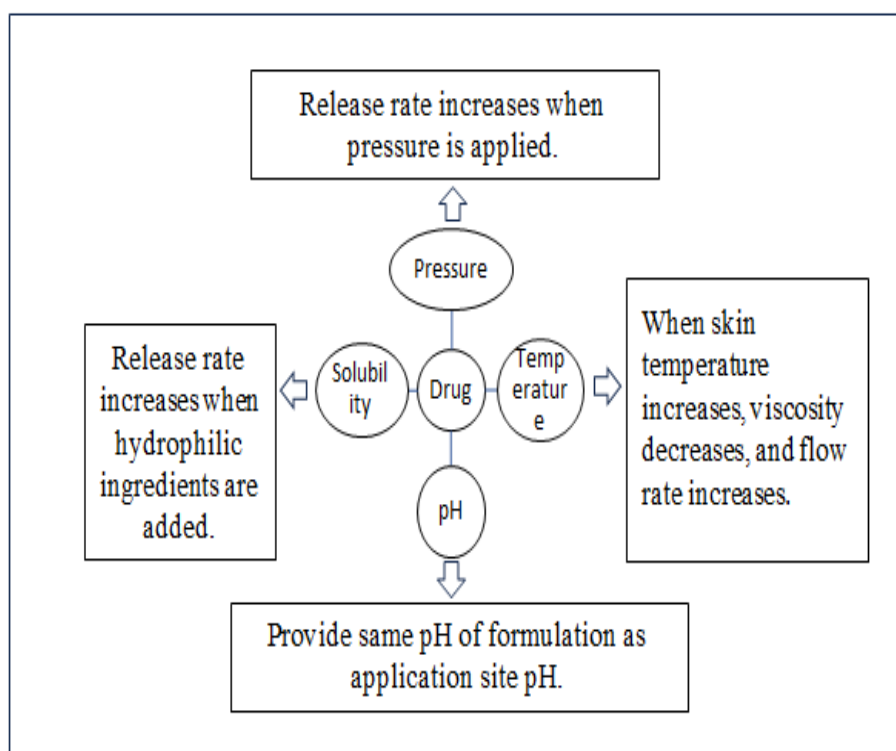 Release rate increases when
pressure is applied.
Pressure
Release rate
increases when
hydrophilic
ingredients are
added.
Solubil
ity
Drug
Temp
eratur
e
When skin
temperature
increases, viscosity
decreases, and flow
rate increases.
pH
Provide same pH of formulation as
application site pH.